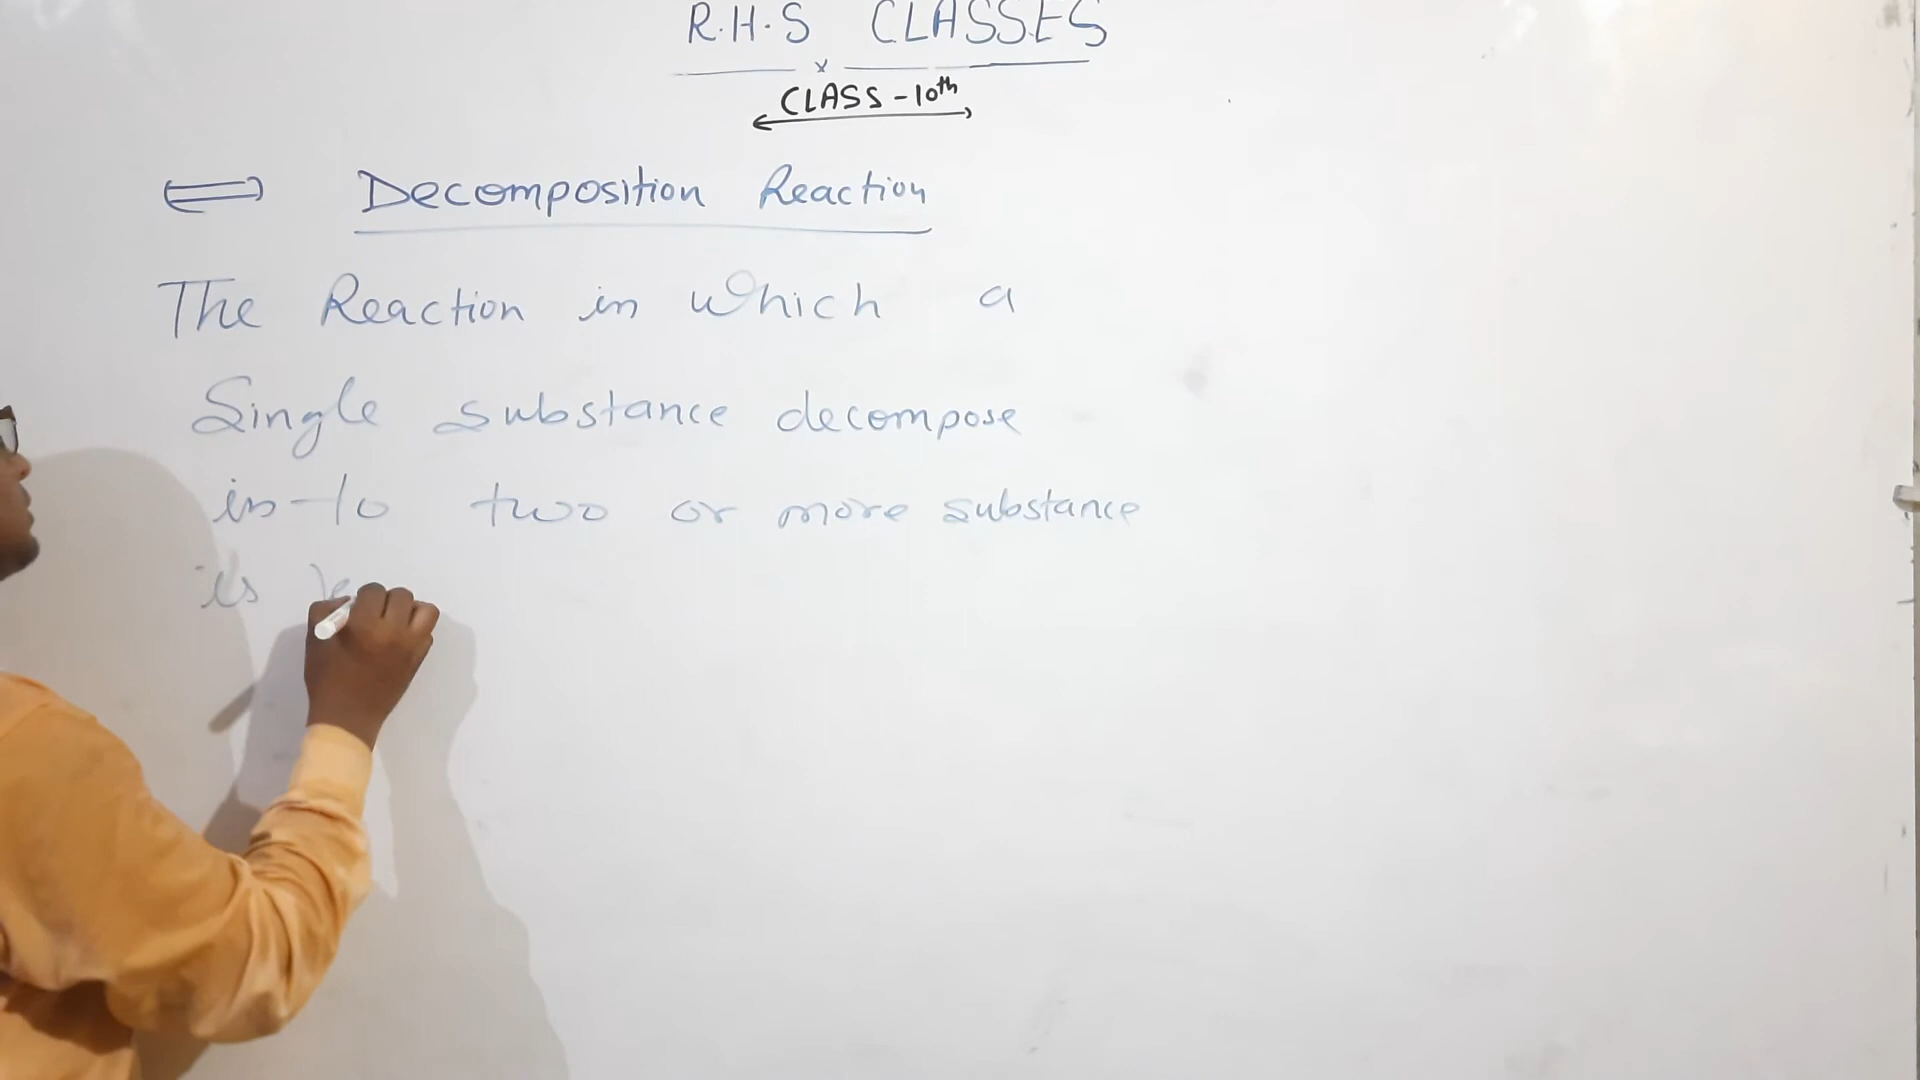 R.H.S CLASSES
CLASS - 10th
Decomposition Reaction
The Reaction in which a
Single substance decompose
in-to two or more substance
is